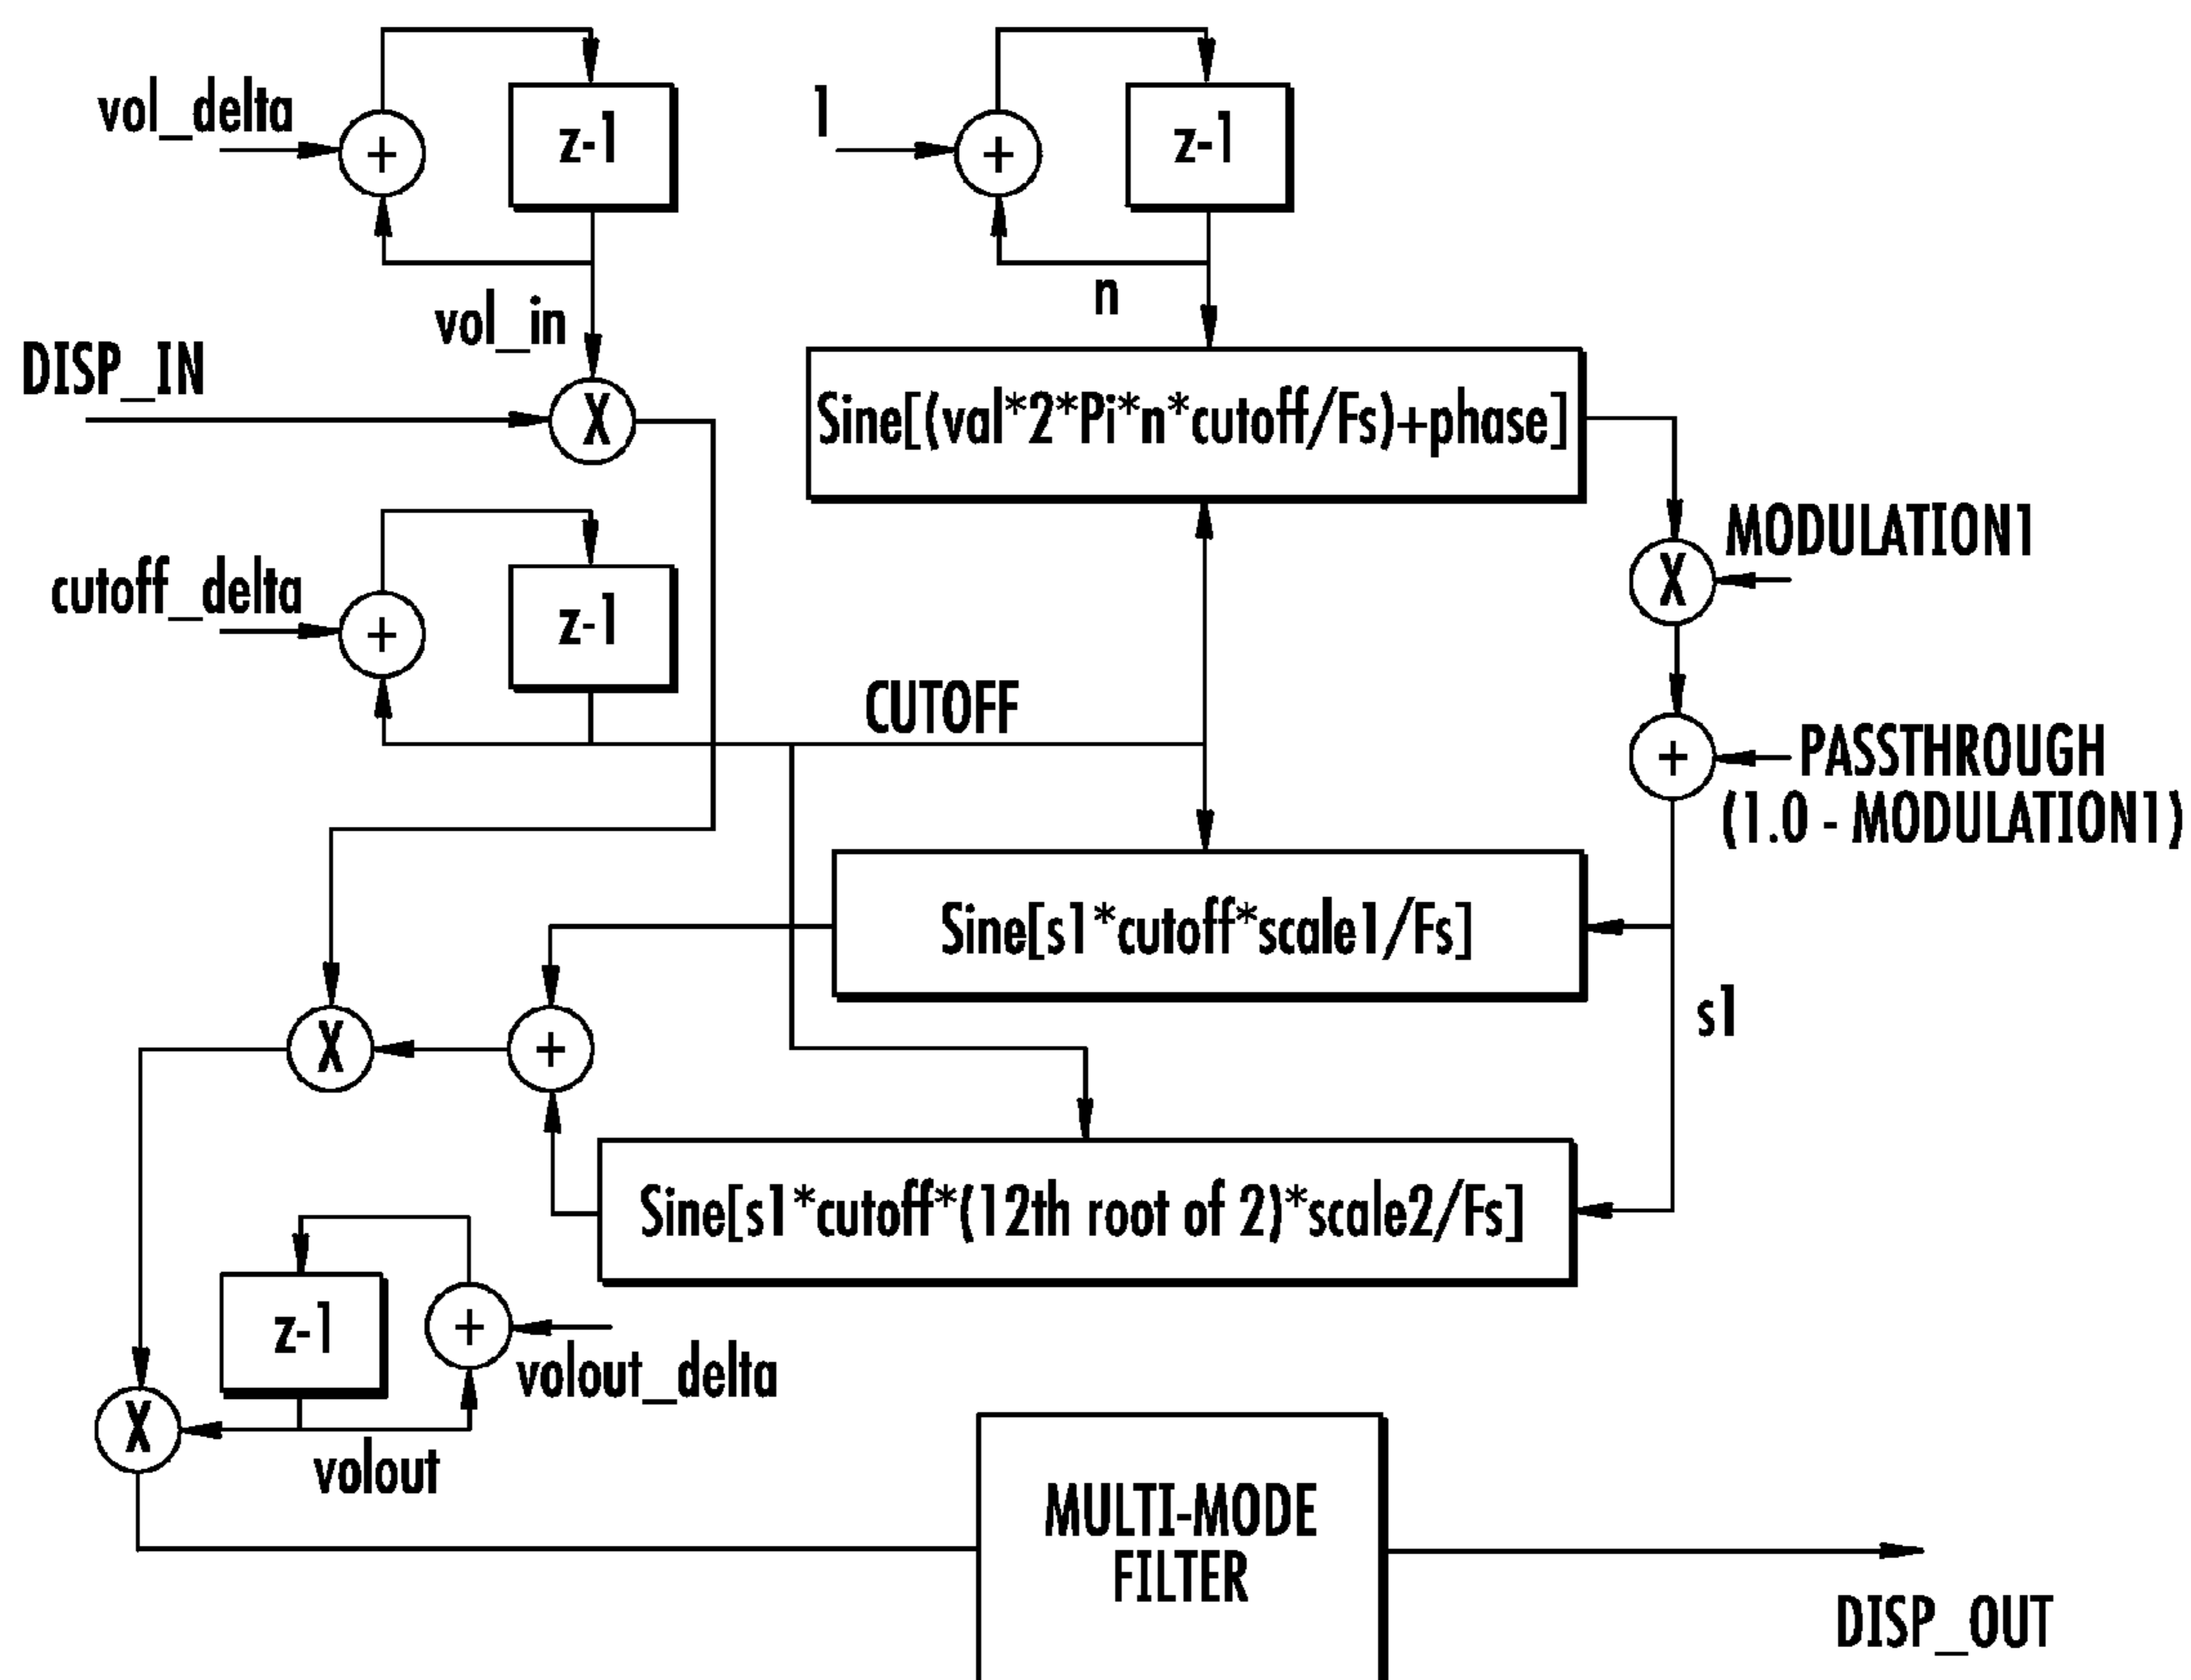 vol_delta
+
z-1
1
+
z-1
vol_in
n
DISP_IN
X
Sine[(val*2*Pi*n*cutoff/Fs)+phase]
MODULATION1
X
cutoff_delta
+
z-1
CUTOFF
+
PASSTHROUGH
(1.0 - MODULATION1)
Sine[s1*cutoff*scale1/Fs]
s1
X
+
Sine[s1*cutoff*(12th root of 2)*scale2/Fs]
z-1
+
volout_delta
X
volout
MULTI-MODE
FILTER
DISP_OUT